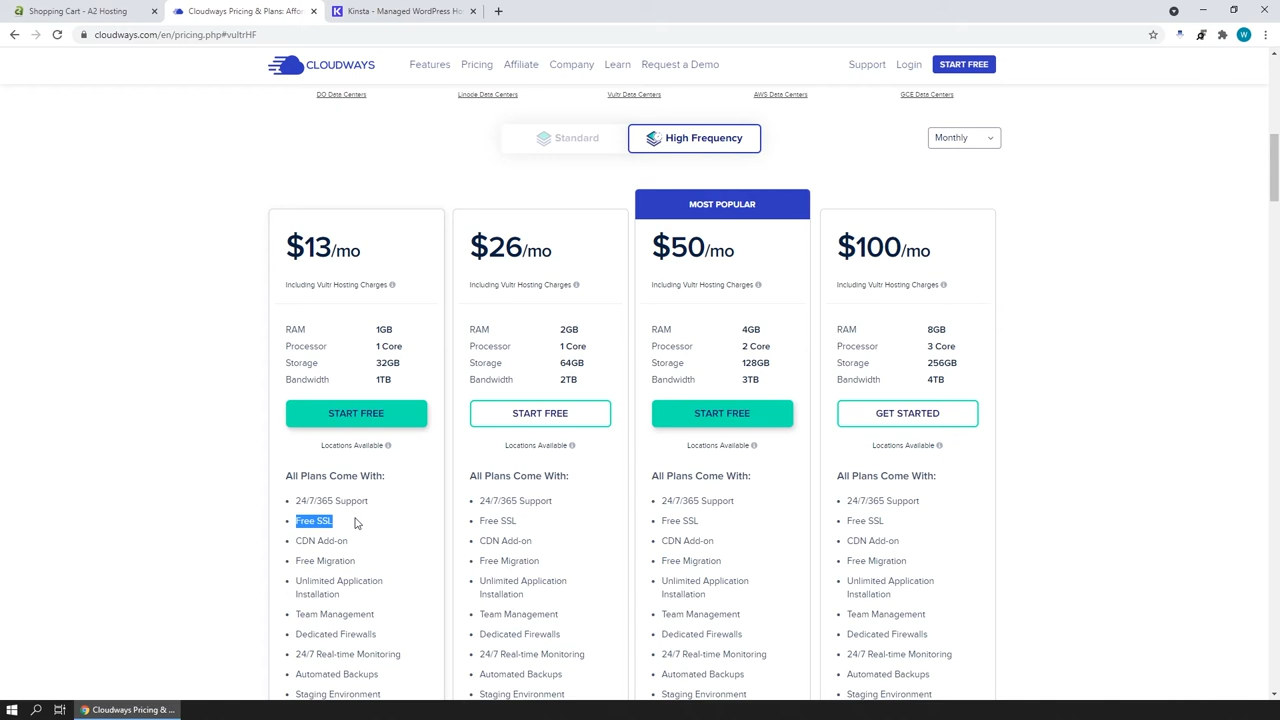 Shopping Cart - A2 Hosting
Cloudways Pricing & Plans: Affor
Kinsta - Managed WordPress Ho
cloudways.com/en/pricing.php#vultrHF
W
CLOUDWAYS
Features
Pricing
Affiliate
Company
Learn
Request a Demo
Support
Login
START FREE
DO Data Centers
Linode Data Centers
Vultr Data Centers
AWS Data Centers
GCE Data Centers
Standard
High Frequency
Monthly
$13/mo
Including Vultr Hosting Charges
RAM 1GB
Processor 1 Core
Storage 32GB
Bandwidth 1TB
START FREE
Locations Available
All Plans Come With:
24/7/365 Support
Free SSL
CDN Add-on
Free Migration
Unlimited Application
Installation
Team Management
Dedicated Firewalls
24/7 Real-time Monitoring
Automated Backups
Staging Environment
$26/mo
Including Vultr Hosting Charges
RAM 2GB
Processor 1 Core
Storage 64GB
Bandwidth 2TB
START FREE
Locations Available
All Plans Come With:
24/7/365 Support
Free SSL
CDN Add-on
Free Migration
Unlimited Application
Installation
Team Management
Dedicated Firewalls
24/7 Real-time Monitoring
Automated Backups
Staging Environment
MOST POPULAR
$50/mo
Including Vultr Hosting Charges
RAM 4GB
Processor 2 Core
Storage 128GB
Bandwidth 3TB
START FREE
Locations Available
All Plans Come With:
24/7/365 Support
Free SSL
CDN Add-on
Free Migration
Unlimited Application
Installation
Team Management
Dedicated Firewalls
24/7 Real-time Monitoring
Automated Backups
Staging Environment
$100/mo
Including Vultr Hosting Charges
RAM 8GB
Processor 3 Core
Storage 256GB
Bandwidth 4TB
GET STARTED
Locations Available
All Plans Come With:
24/7/365 Support
Free SSL
CDN Add-on
Free Migration
Unlimited Application
Installation
Team Management
Dedicated Firewalls
24/7 Real-time Monitoring
Automated Backups
Staging Environment
Cloudways Pricing & ...